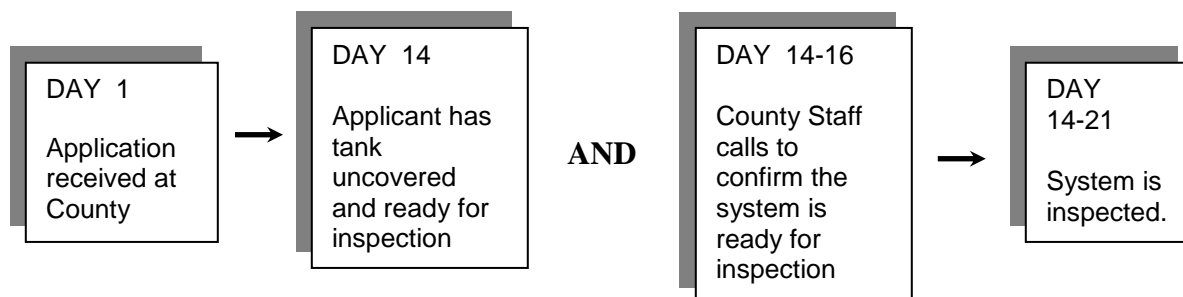 DAY 1
Application
received at
County
DAY 14
Applicant has
tank
uncovered
and ready for
inspection
AND
DAY 14-16
County Staff
calls to
confirm the
system is
ready for
inspection
DAY
14-21
System is
inspected.